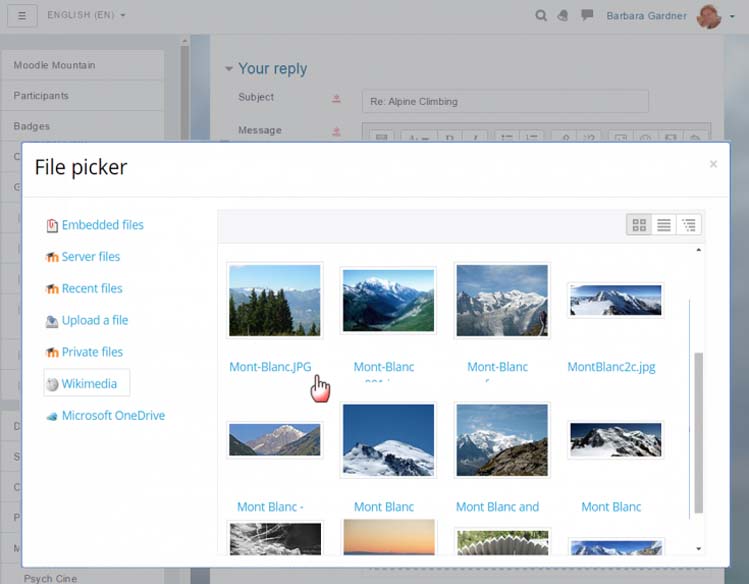 ENGLISH (EN)
Barbara Gardner
Moodle Mountain
Participants
Badges
Your reply
Subject
Re: Alpine Climbing
Message
File picker
×
Embedded files
Server files
Recent files
Upload a file
Private files
Wikimedia
Microsoft OneDrive
Mont-Blanc.JPG
Mont-Blanc
Mont-Blanc
MontBlanc2c.jpg
Mont Blanc -
Mont Blanc
Mont Blanc and
Mont Blanc
Psych Cine